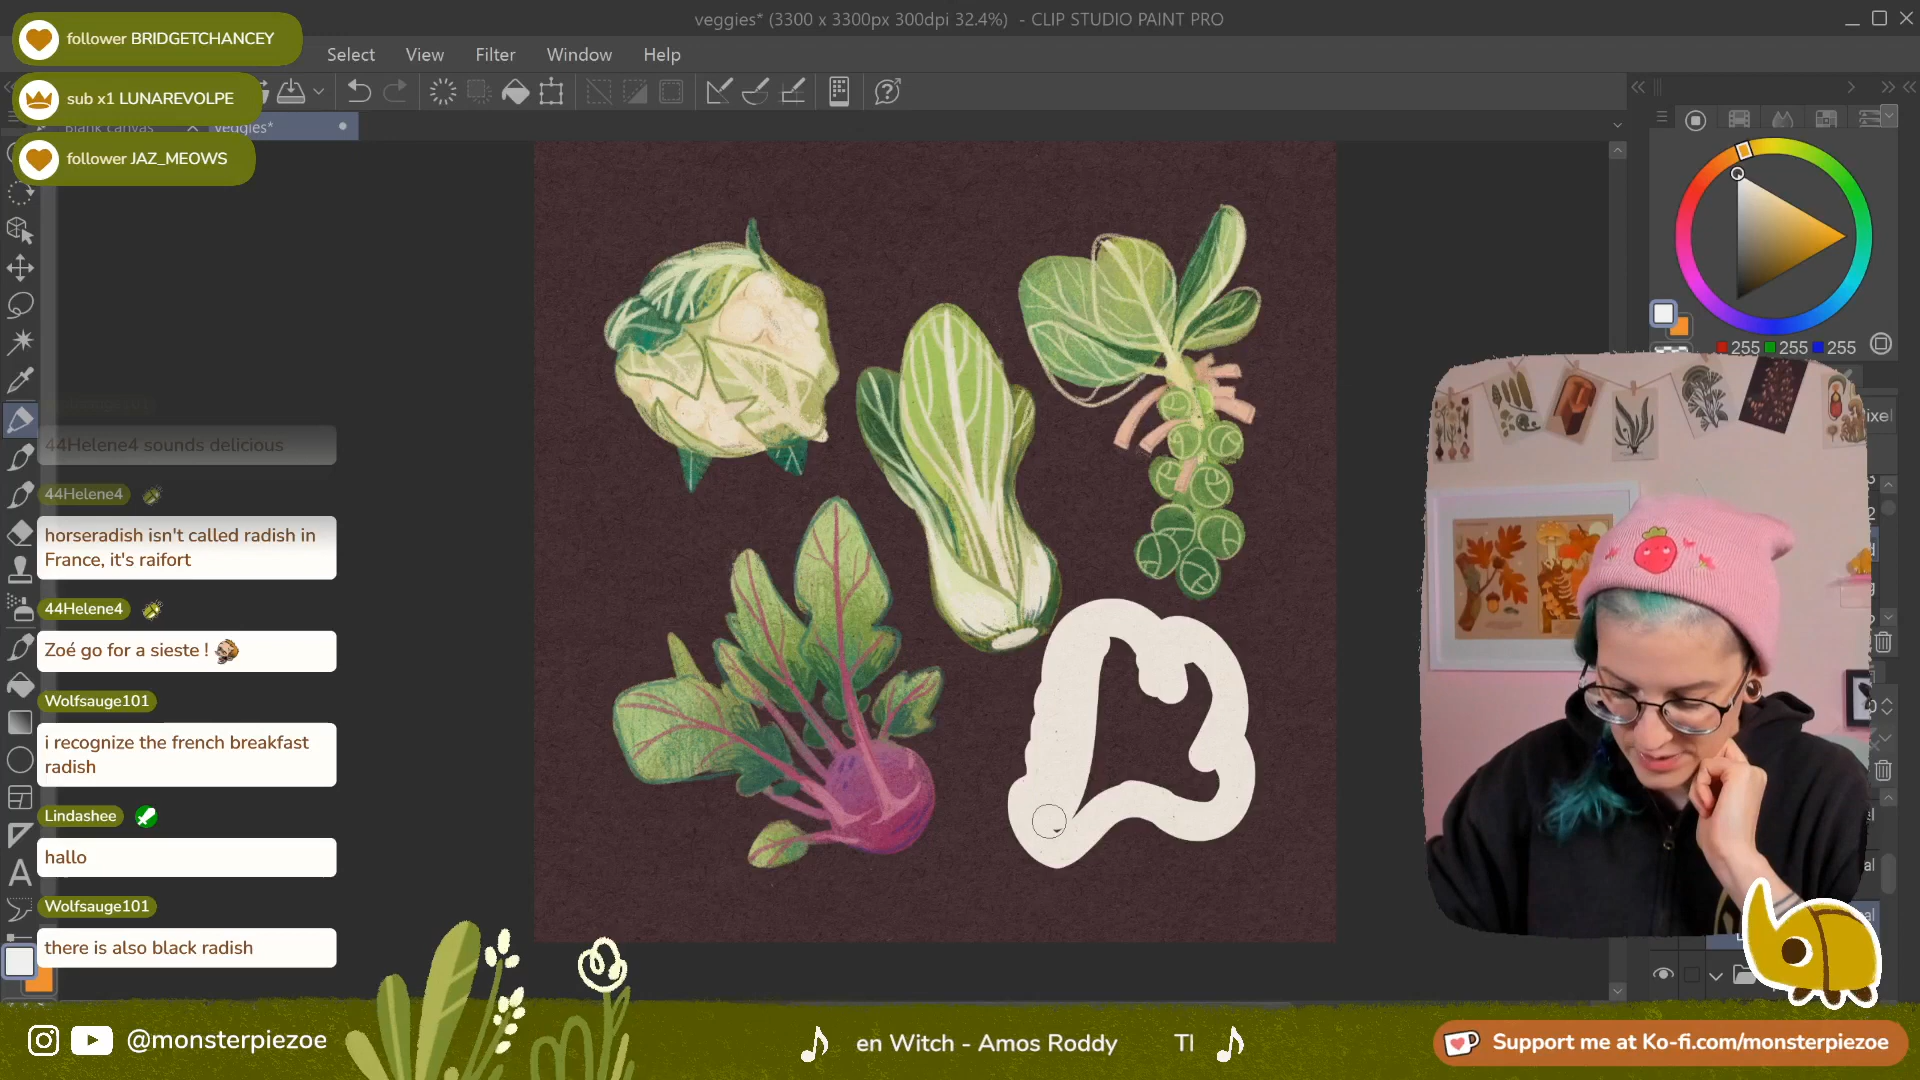 veggies* (3300 x 3300px 300dpi 32.4%) - CLIP STUDIO PAINT PRO
follower BRIDGETCHANCEY
Select View Filter Window Help
sub x1 LUNAREVOLPE
Blank canvas veggies*
follower JAZ_MEOWS
255 255 255
44Helene4 sounds delicious
44Helene4
horseradish isn't called radish in
France, it's raifort
44Helene4
Zoé go for a sieste !
Wolfsauge101
i recognize the french breakfast
radish
Lindashee
hallo
Wolfsauge101
there is also black radish
@monsterpiezoe
en Witch - Amos Roddy
Support me at Ko-fi.com/monsterpiezoe